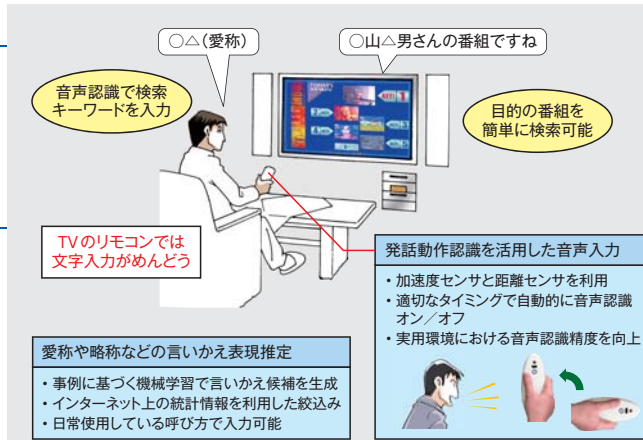 ○△(愛称)
○山△男さんの番組ですね
音声認識で検索
キーワードを入力
目的の番組を
簡単に検索可能
TVのリモコンでは
文字入力がめんどう
発話動作認識を活用した音声入力
・加速度センサと距離センサを利用
・適切なタイミングで自動的に音声認識
オン／オフ
・実用環境における音声認識精度を向上
愛称や略称などの言いかえ表現推定
・事例に基づく機械学習で言いかえ候補を生成
・インターネット上の統計情報を利用した絞込み
・日常使用している呼び方で入力可能